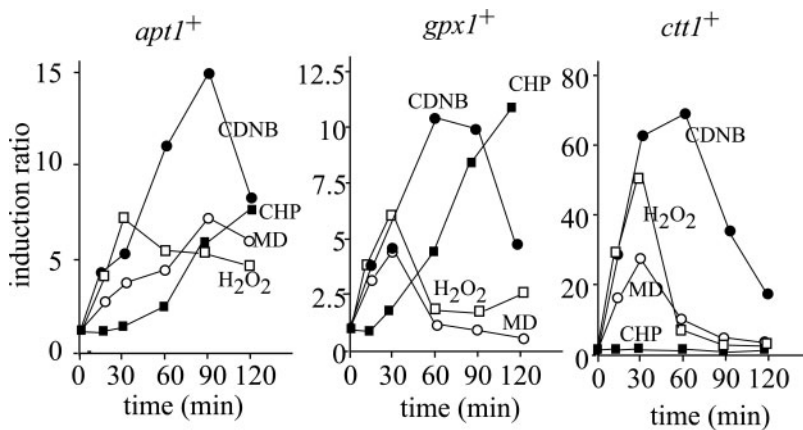 apt1+
gpx1+
ctt1+
induction ratio
15
10
5
0
CDNB
CHP
MD
H2O2
0 30 60 90 120
time (min)
12.5
10
7.5
5
2.5
0
CDNB
CHP
H2O2
MD
0 30 60 90 120
time (min)
80
60
40
20
0
CDNB
H2O2
MD
CHP
0 30 60 90 120
time (min)